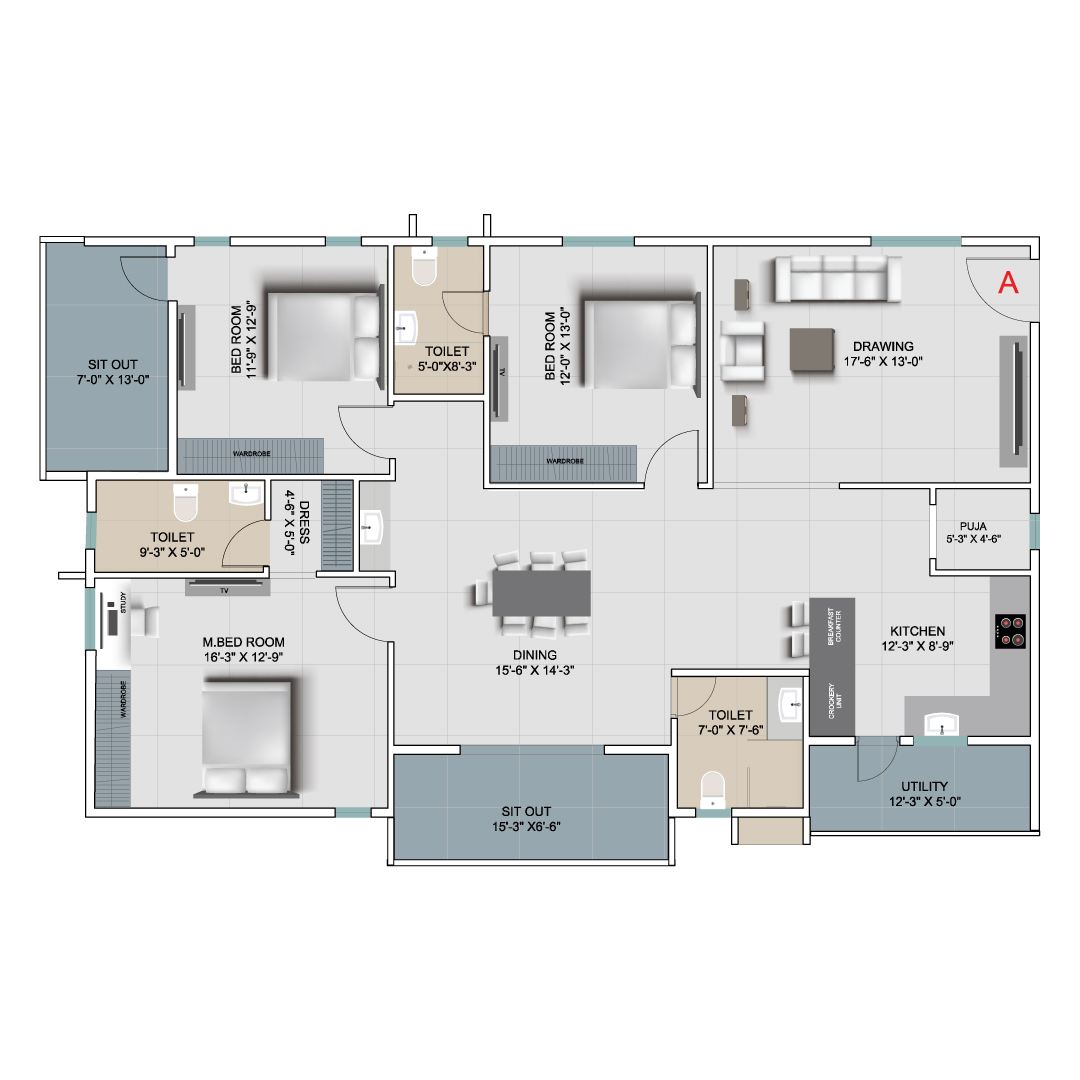 A
SIT OUT
7'-0" X 13'-0"
BED ROOM
11'-9" X 12'-9"
WARDROBE
TOILET
5'-0"X8'-3"
BED ROOM
12'-0" X 13'-0"
TV
WARDROBE
DRAWING
17'-6" X 13'-0"
TOILET
9'-3" X 5'-0"
DRESS
4'-6" X 5'-0"
PUJA
5'-3" X 4'-6"
TV
STUDY
M.BED ROOM
16'-3" X 12'-9"
WARDROBE
DINING
15'-6" X 14'-3"
BREAKFAST
COUNTER
CROCKERY
UNIT
KITCHEN
12'-3" X 8'-9"
TOILET
7'-0" X 7'-6"
SIT OUT
15'-3" X6'-6"
UTILITY
12'-3" X 5'-0"